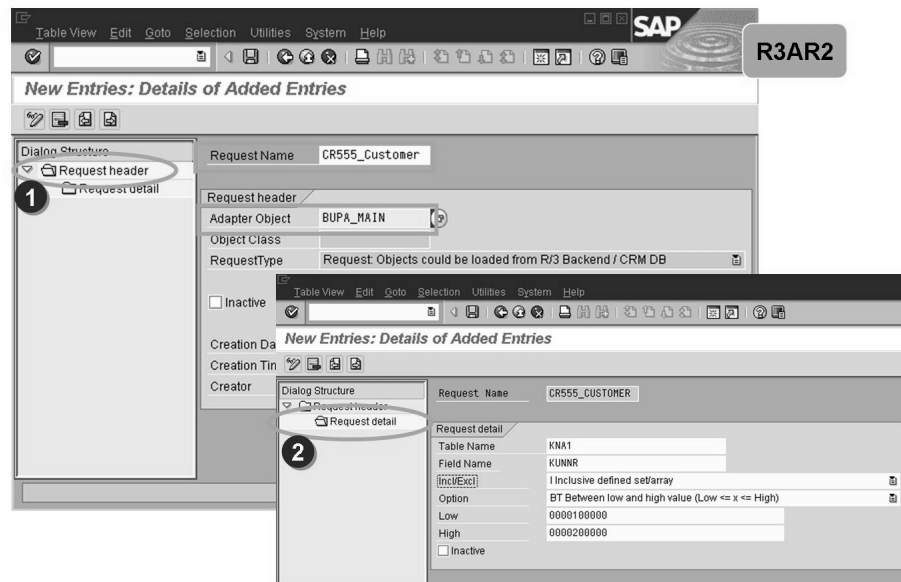 Table View Edit Goto Selection Utilities System Help
SAP
R3AR2
New Entries: Details of Added Entries
Dialog Structure
Request header
Request detail
1
Request Name CR555_Customer
Request header
Adapter Object BUPA_MAIN
Object Class
RequestType Request: Objects could be loaded from R/3 Backend / CRM DB
Inactive
Creation Da
Creation Tin
Creator
Table View Edit Goto Selection Utilities System Help
New Entries: Details of Added Entries
Dialog Structure
Request header
Request detail
2
Request Name CR555_CUSTOMER
Request detail
Table Name KNA1
Field Name KUNNR
Incl/Excl I Inclusive defined set/array
Option BT Between low and high value (Low <= x <= High)
Low 0000100000
High 0000200000
Inactive